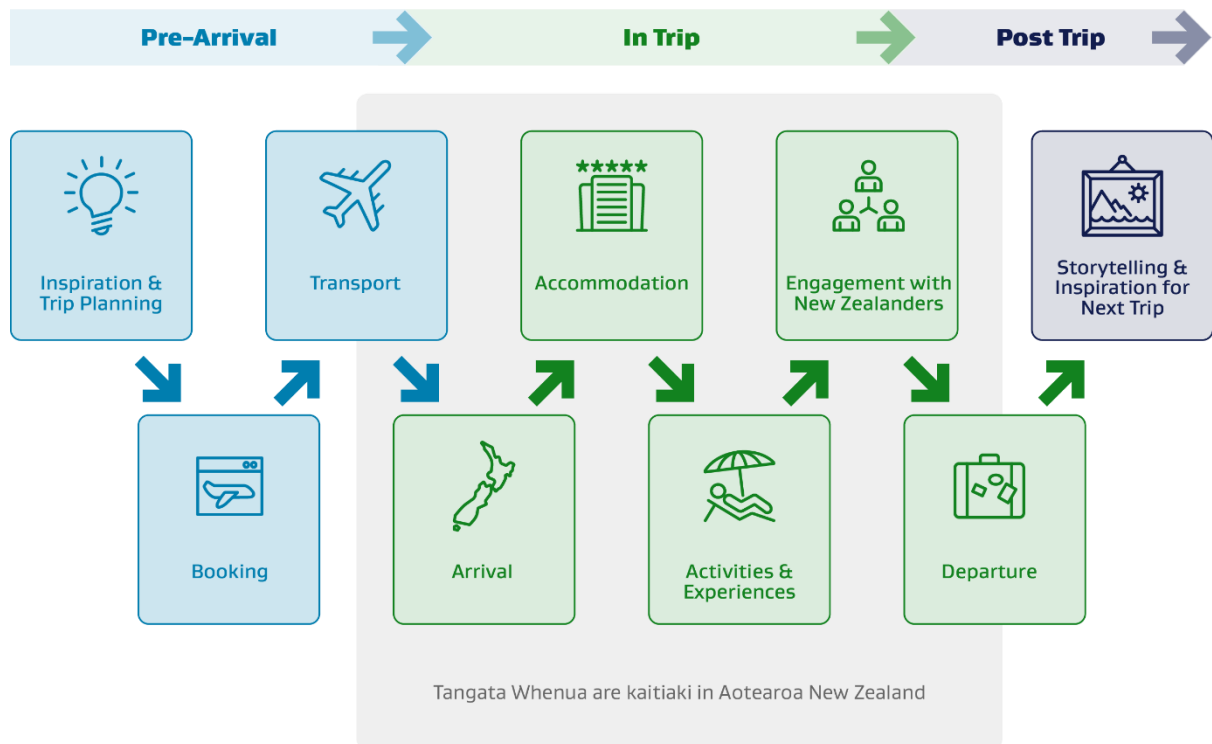 Pre-Arrival
In Trip
Post Trip
Inspiration &
Trip Planning
Transport
Accommodation
Engagement with
New Zealanders
Storytelling &
Inspiration for
Next Trip
Booking
Arrival
Activities &
Experiences
Departure
Tangata Whenua are kaitiaki in Aotearoa New Zealand